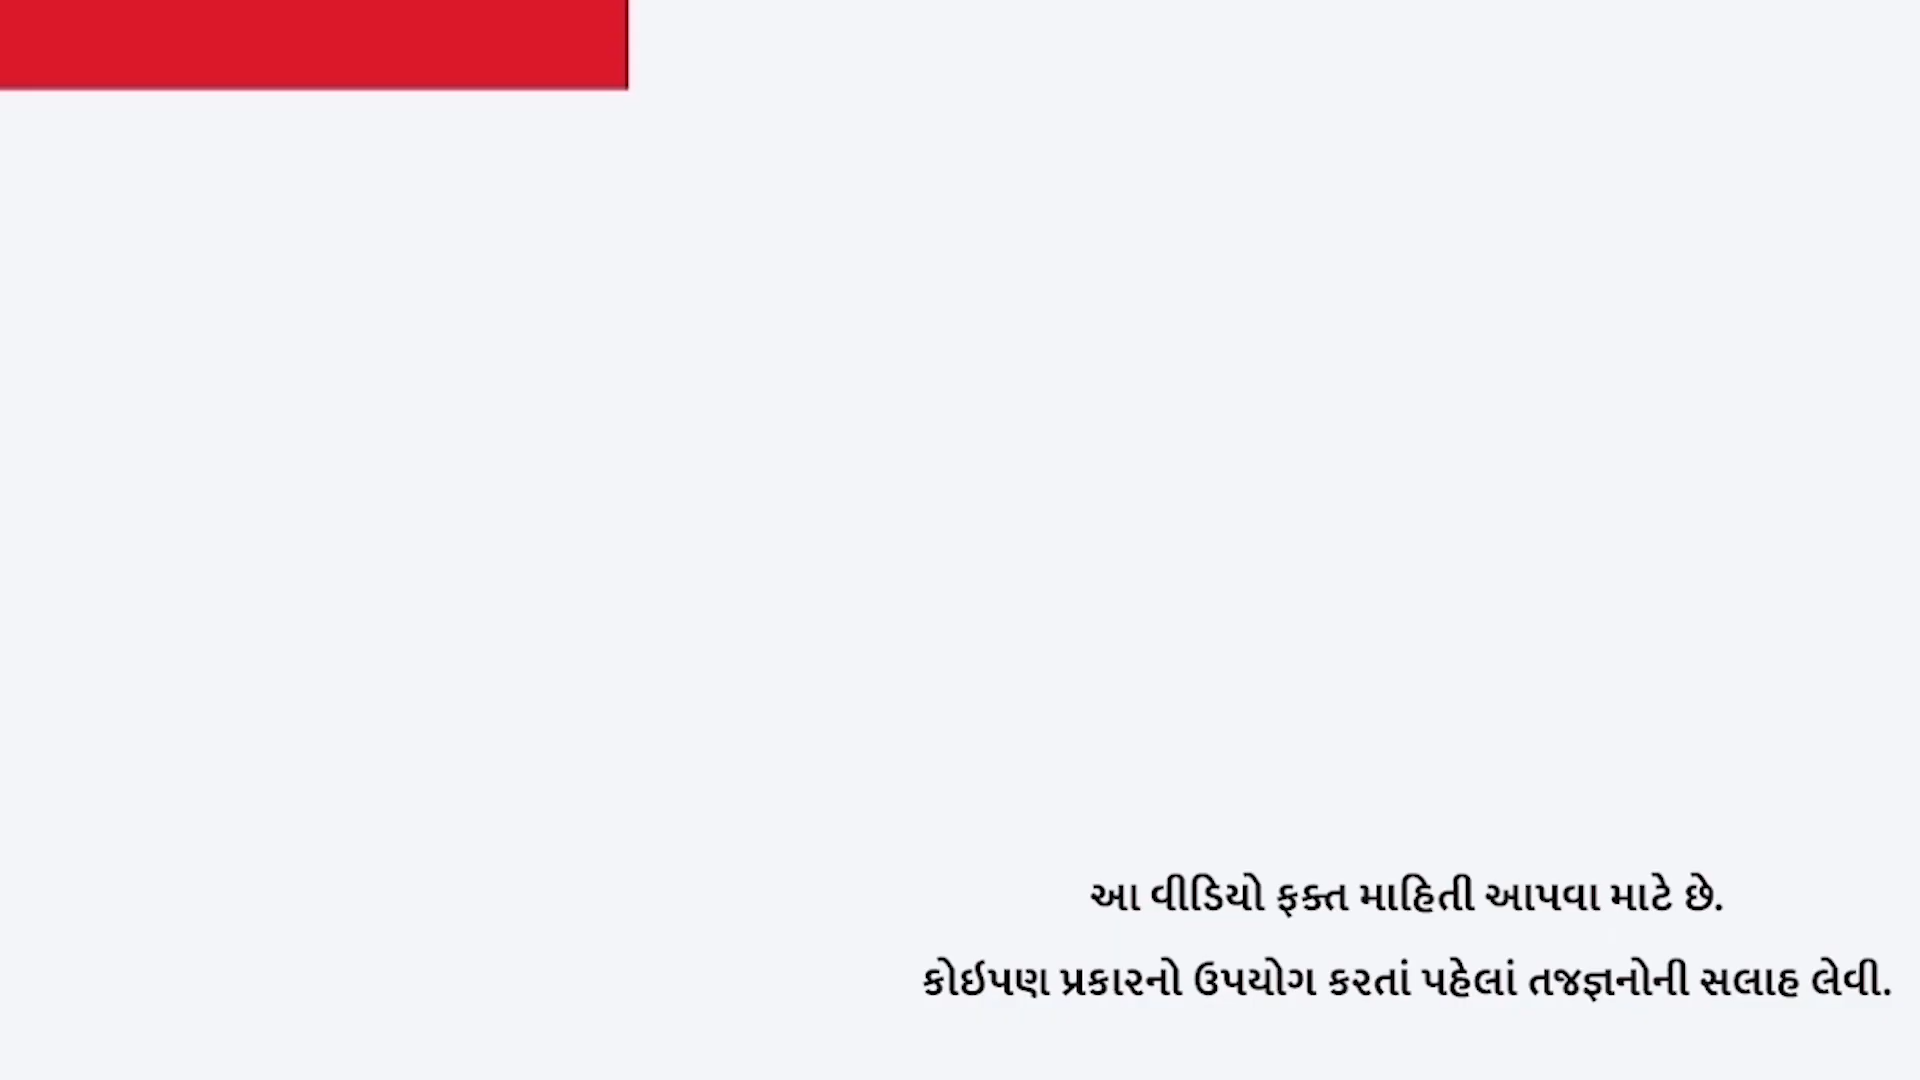 આ વીડિયો ફક્ત માહિતી આપવા માટે છે.
કોઈપણ પ્રકારનો ઉપયોગ કરતાં પહેલાં તજજ્ઞનોની સલાહ લેવી.